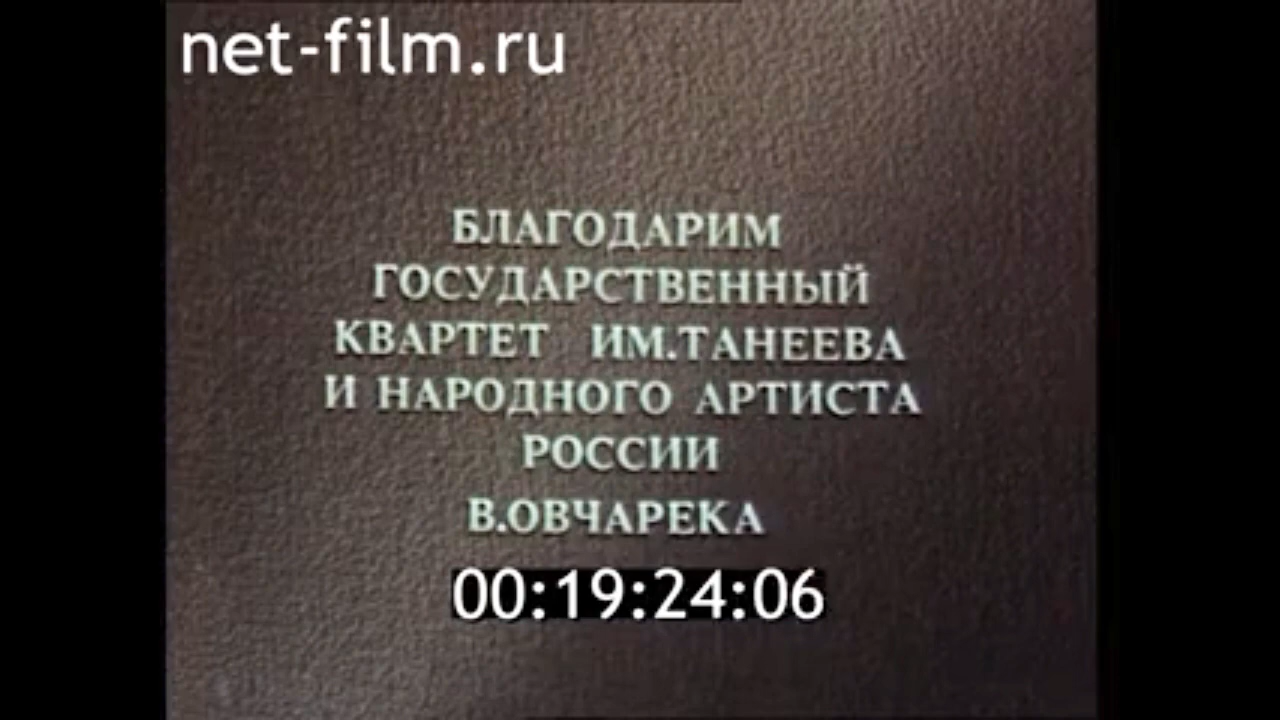 net-film.ru
БЛАГОДАРИМ
ГОСУДАРСТВЕННЫЙ
КВАРТЕТ ИМ.ТАНЕЕВА
И НАРОДНОГО АРТИСТА
РОССИИ
В.ОВЧАРЕКА
00:19:24:06